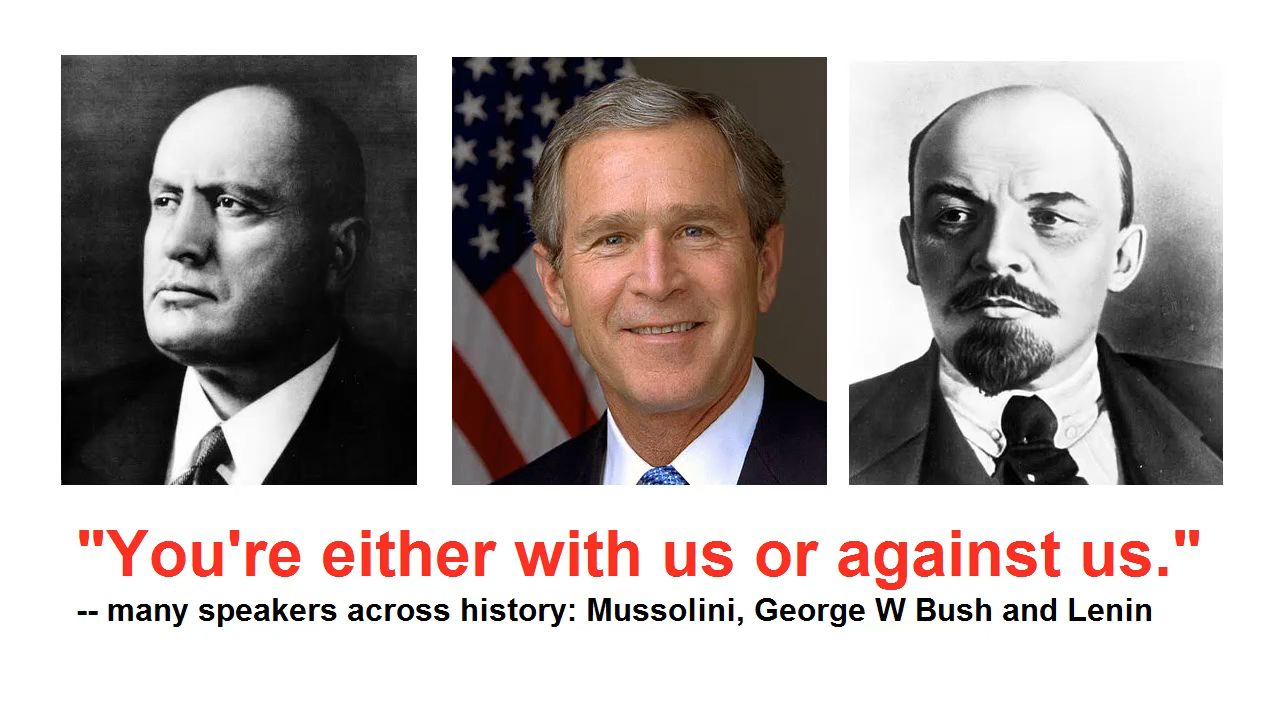 "You're either with us or against us."
-- many speakers across history: Mussolini, George W Bush and Lenin